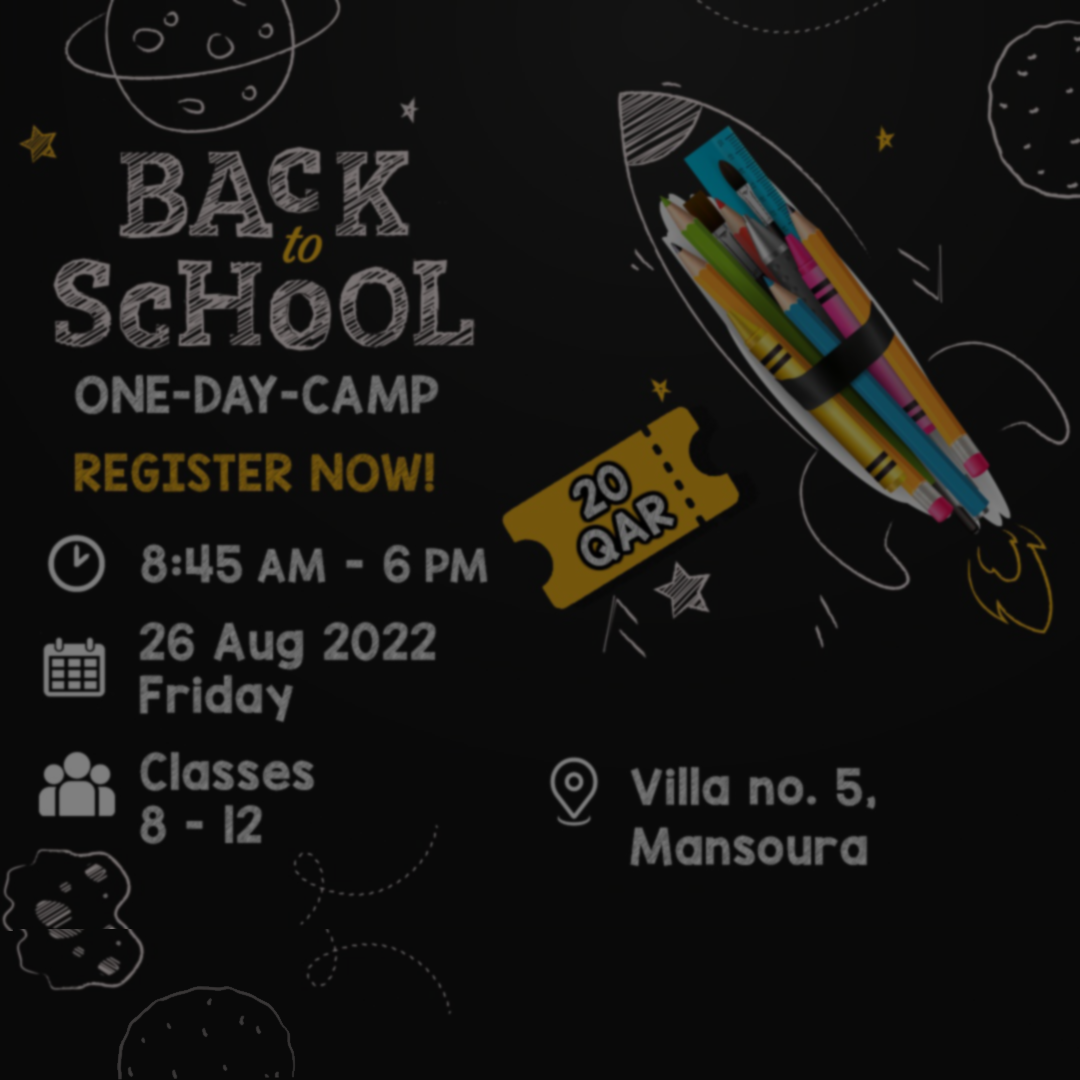 BAcK
to
ScHoOL
ONE-DAY-CAMP
REGISTER NOW!
8:45 AM - 6 PM
26 Aug 2022
Friday
Classes
8 - 12
20
QAR
Villa no. 5,
Mansoura